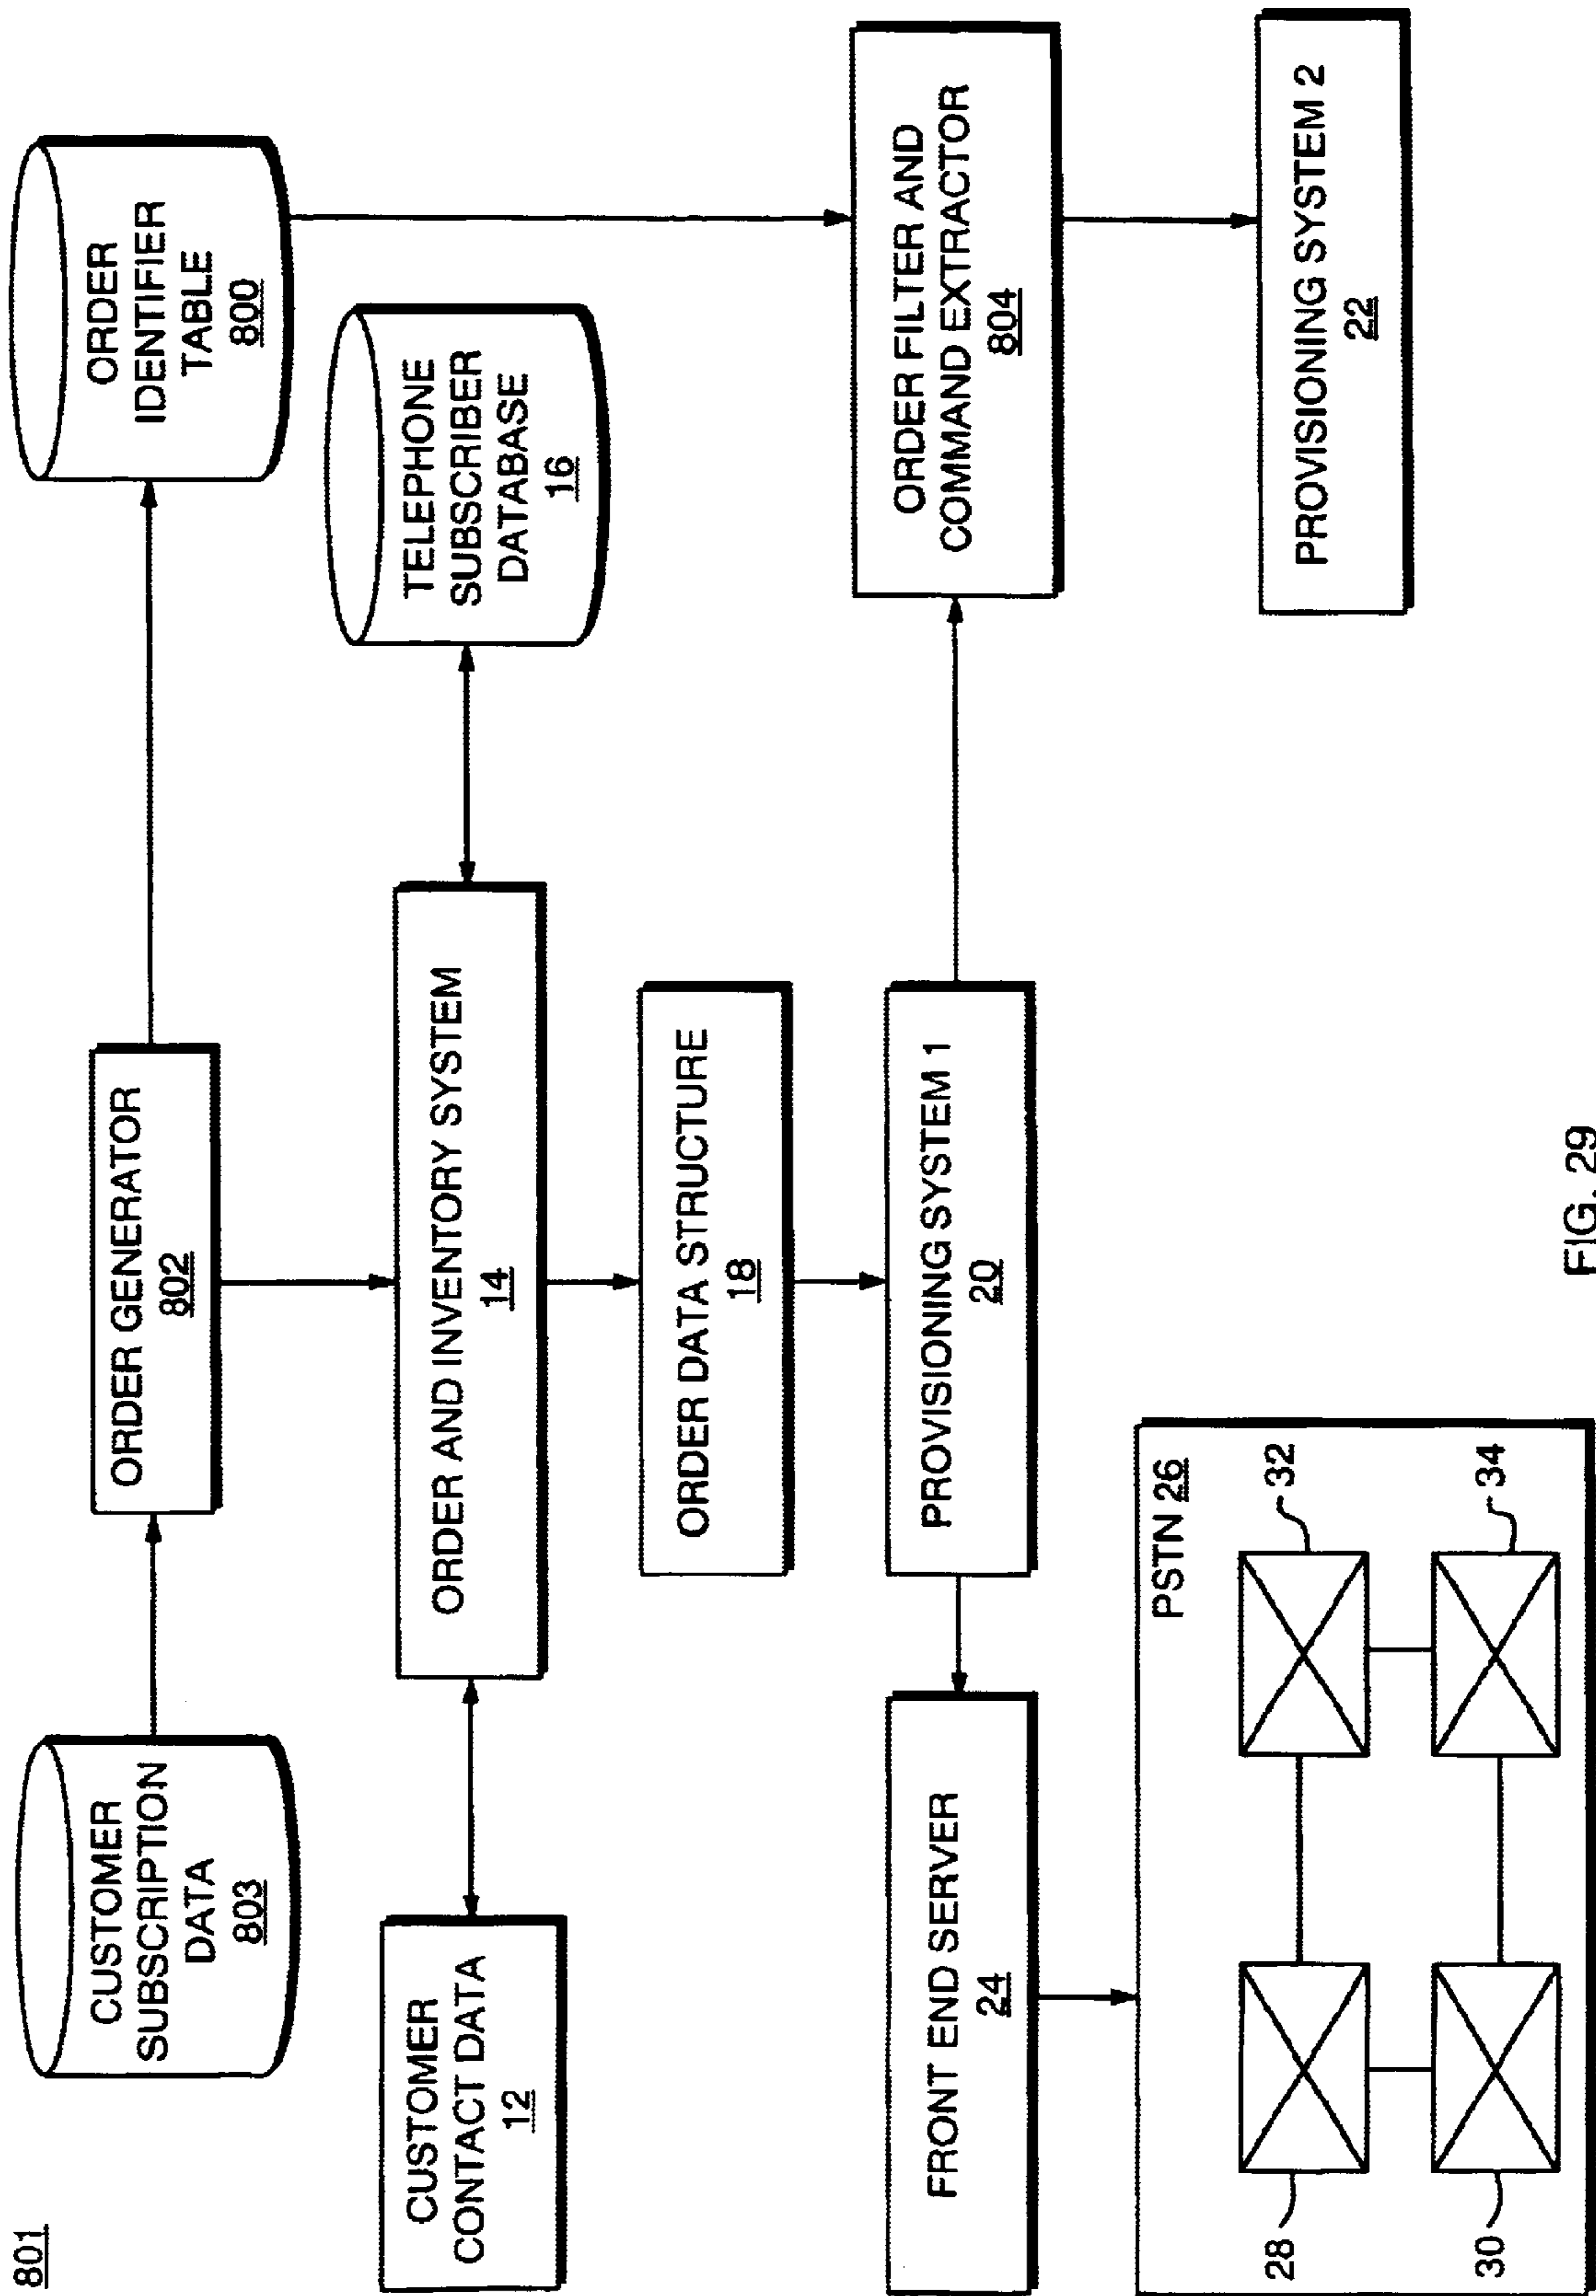 801
CUSTOMER
SUBSCRIPTION
DATA
803
ORDER GENERATOR
802
ORDER
IDENTIFIER
TABLE
800
CUSTOMER
CONTACT DATA
12
ORDER AND INVENTORY SYSTEM
14
TELEPHONE
SUBSCRIBER
DATABASE
16
ORDER DATA STRUCTURE
18
FRONT END SERVER
24
PROVISIONING SYSTEM 1
20
ORDER FILTER AND
COMMAND EXTRACTOR
804
PSTN 26
28
32
30
34
PROVISIONING SYSTEM 2
22
FIG. 29